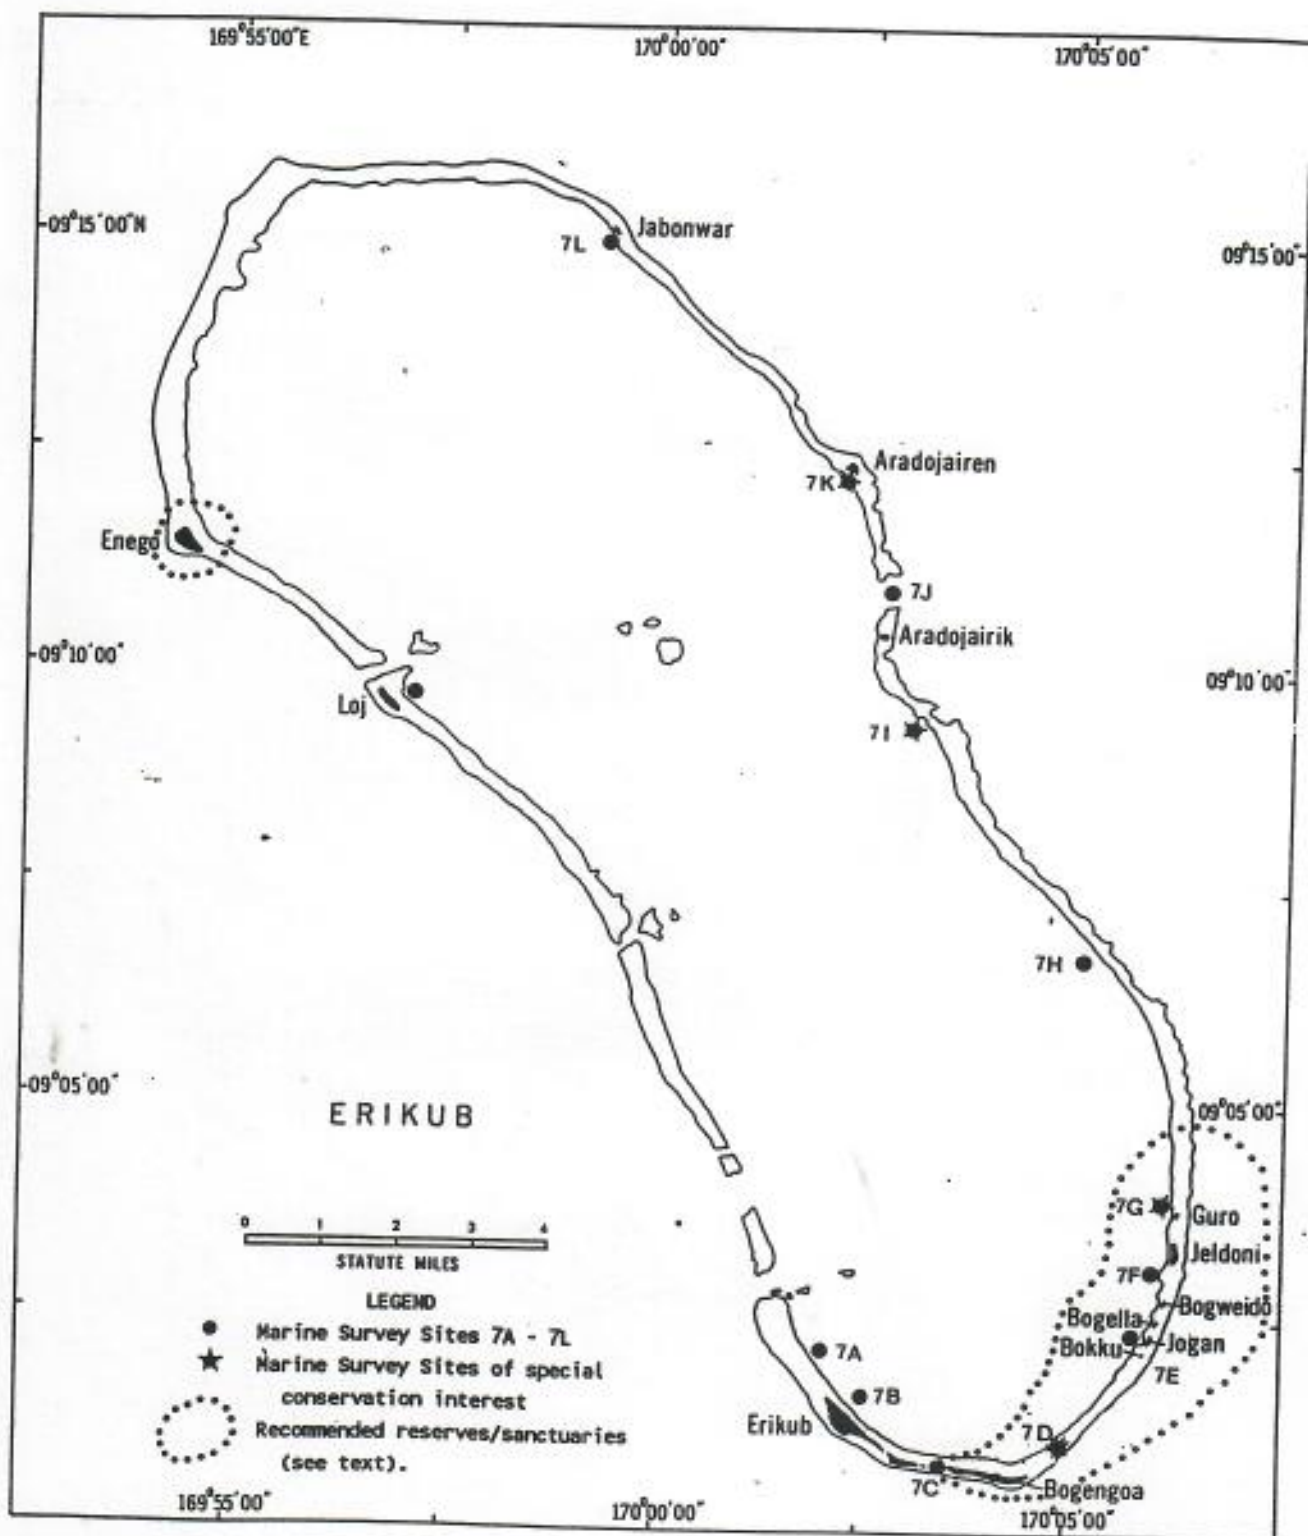 169°55'00"E
170°00'00"
170°05'00"
09°15'00"N
Jabonwar
7L
09°15'00"
Aradojairen
7K
Enego
7J
Aradojairik
09°10'00"
09°10'00"
Loj
7I
7H
09°05'00"
09°05'00"
ERIKUB
7G
Guro
0 1 2 3 4
Jeldoni
STATUTE MILES
7F
LEGEND
Bogweido
Bogella
● Marine Survey Sites 7A - 7L
Jogan
Bokku
7A
★ Marine Survey Sites of special
7E
conservation interest
7B
Erikub
Recommended reserves/sanctuaries
7D
(see text).
7C
Bogengoa
169°55'00"
170°00'00"
170°05'00"